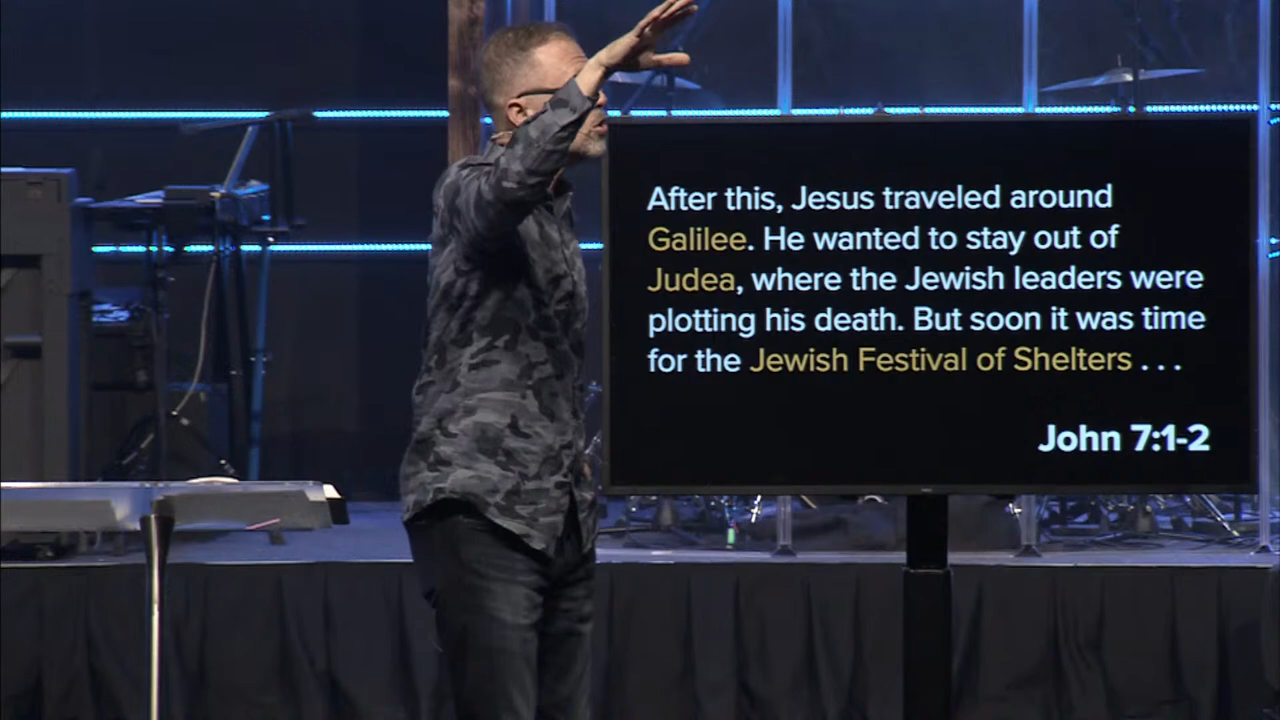 After this, Jesus traveled around
Galilee. He wanted to stay out of
Judea, where the Jewish leaders were
plotting his death. But soon it was time
for the Jewish Festival of Shelters . . .
John 7:1-2